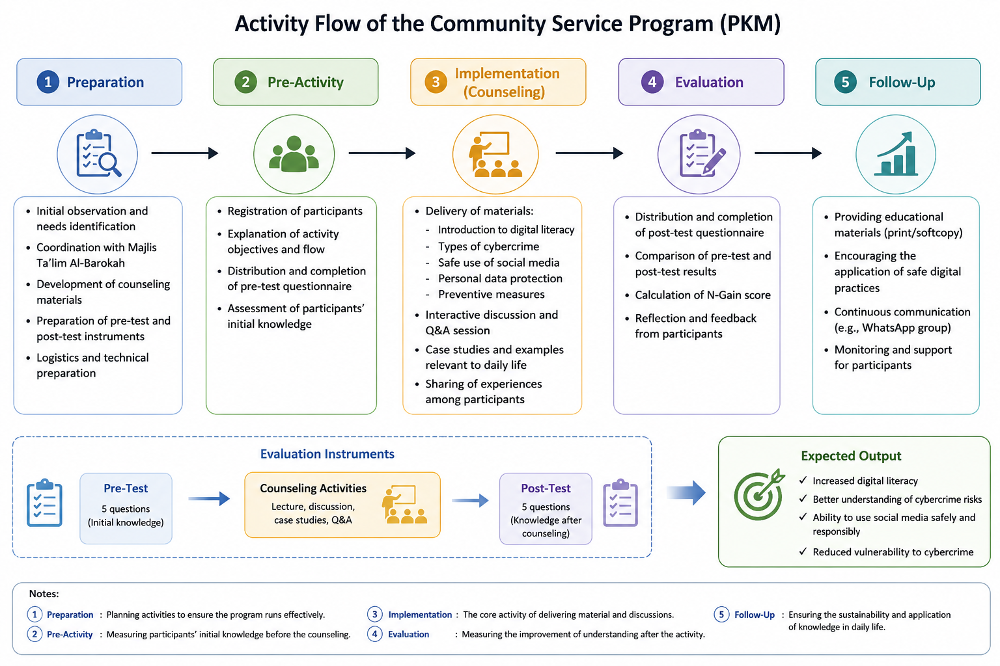 Activity Flow of the Community Service Program (PKM)
1 Preparation
2 Pre-Activity
3 Implementation
(Counseling)
4 Evaluation
5 Follow-Up
• Initial observation and
needs identification
• Coordination with Majlis
Ta’lim Al-Barokah
• Development of counseling
materials
• Preparation of pre-test and
post-test instruments
• Logistics and technical
preparation
• Registration of participants
• Explanation of activity
objectives and flow
• Distribution and completion
of pre-test questionnaire
• Assessment of participants’
initial knowledge
• Delivery of materials:
- Introduction to digital literacy
- Types of cybercrime
- Safe use of social media
- Personal data protection
- Preventive measures
• Interactive discussion and
Q&A session
• Case studies and examples
relevant to daily life
• Sharing of experiences
among participants
• Distribution and completion
of post-test questionnaire
• Comparison of pre-test and
post-test results
• Calculation of N-Gain score
• Reflection and feedback
from participants
• Providing educational
materials (print/softcopy)
• Encouraging the
application of safe digital
practices
• Continuous communication
(e.g., WhatsApp group)
• Monitoring and support
for participants
Evaluation Instruments
Pre-Test
5 questions
(Initial knowledge)
Counseling Activities
Lecture, discussion,
case studies, Q&A
Post-Test
5 questions
(Knowledge after
counseling)
Expected Output
✓ Increased digital literacy
✓ Better understanding of cybercrime risks
✓ Ability to use social media safely and
responsibly
✓ Reduced vulnerability to cybercrime
Notes:
1 Preparation : Planning activities to ensure the program runs effectively.
2 Pre-Activity : Measuring participants’ initial knowledge before the counseling.
3 Implementation : The core activity of delivering material and discussions.
4 Evaluation : Measuring the improvement of understanding after the activity.
5 Follow-Up : Ensuring the sustainability and application
of knowledge in daily life.